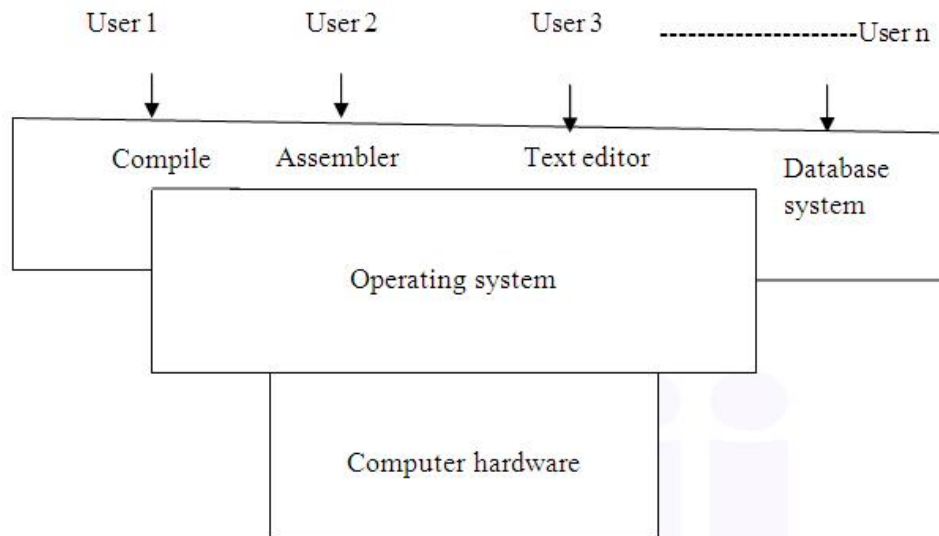 User 1 User 2 User 3 --------------------User n
Compile Assembler Text editor Database
system
Operating system
Computer hardware